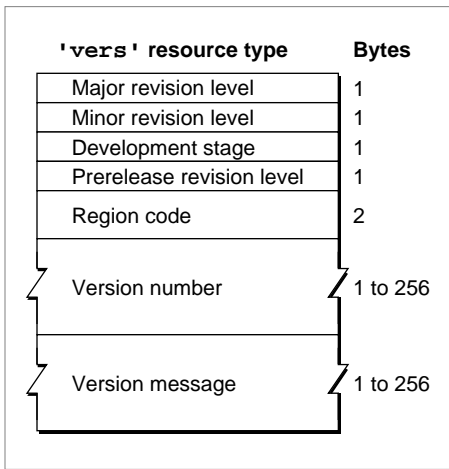 'vers' resource type Bytes
Major revision level 1
Minor revision level 1
Development stage 1
Prerelease revision level 1
Region code 2
Version number 1 to 256
Version message 1 to 256